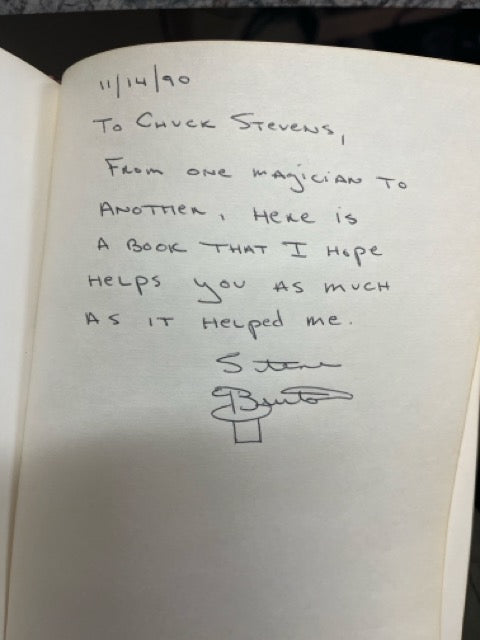 11/14/90
To Chuck Stevens,
From one magician to
another, Here is
a book that I hope
helps you as much
as it helped me.
Steve